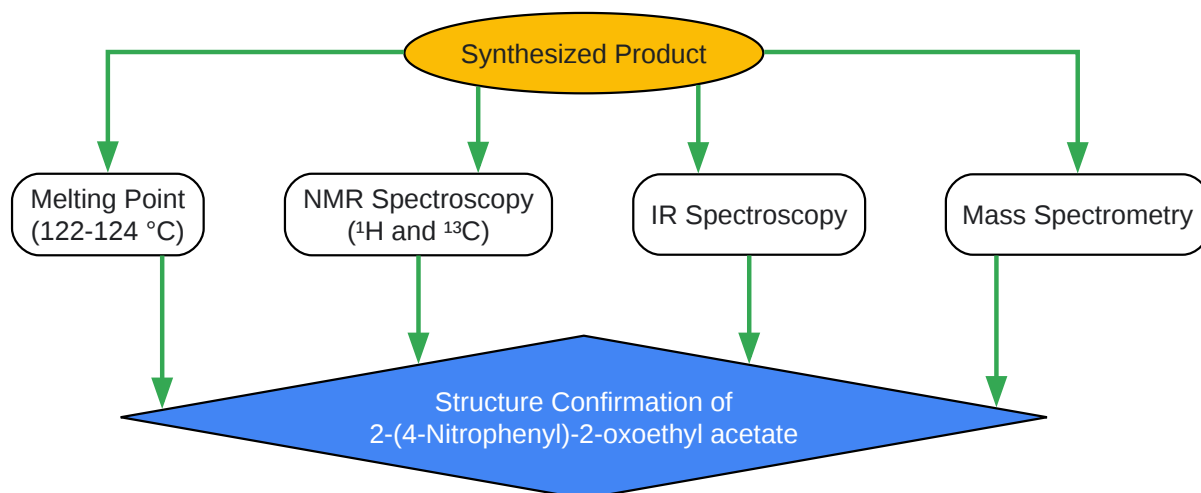 Synthesized Product
Melting Point
(122-124 °C)
NMR Spectroscopy
(¹H and ¹³C)
IR Spectroscopy
Mass Spectrometry
Structure Confirmation of
2-(4-Nitrophenyl)-2-oxoethyl acetate